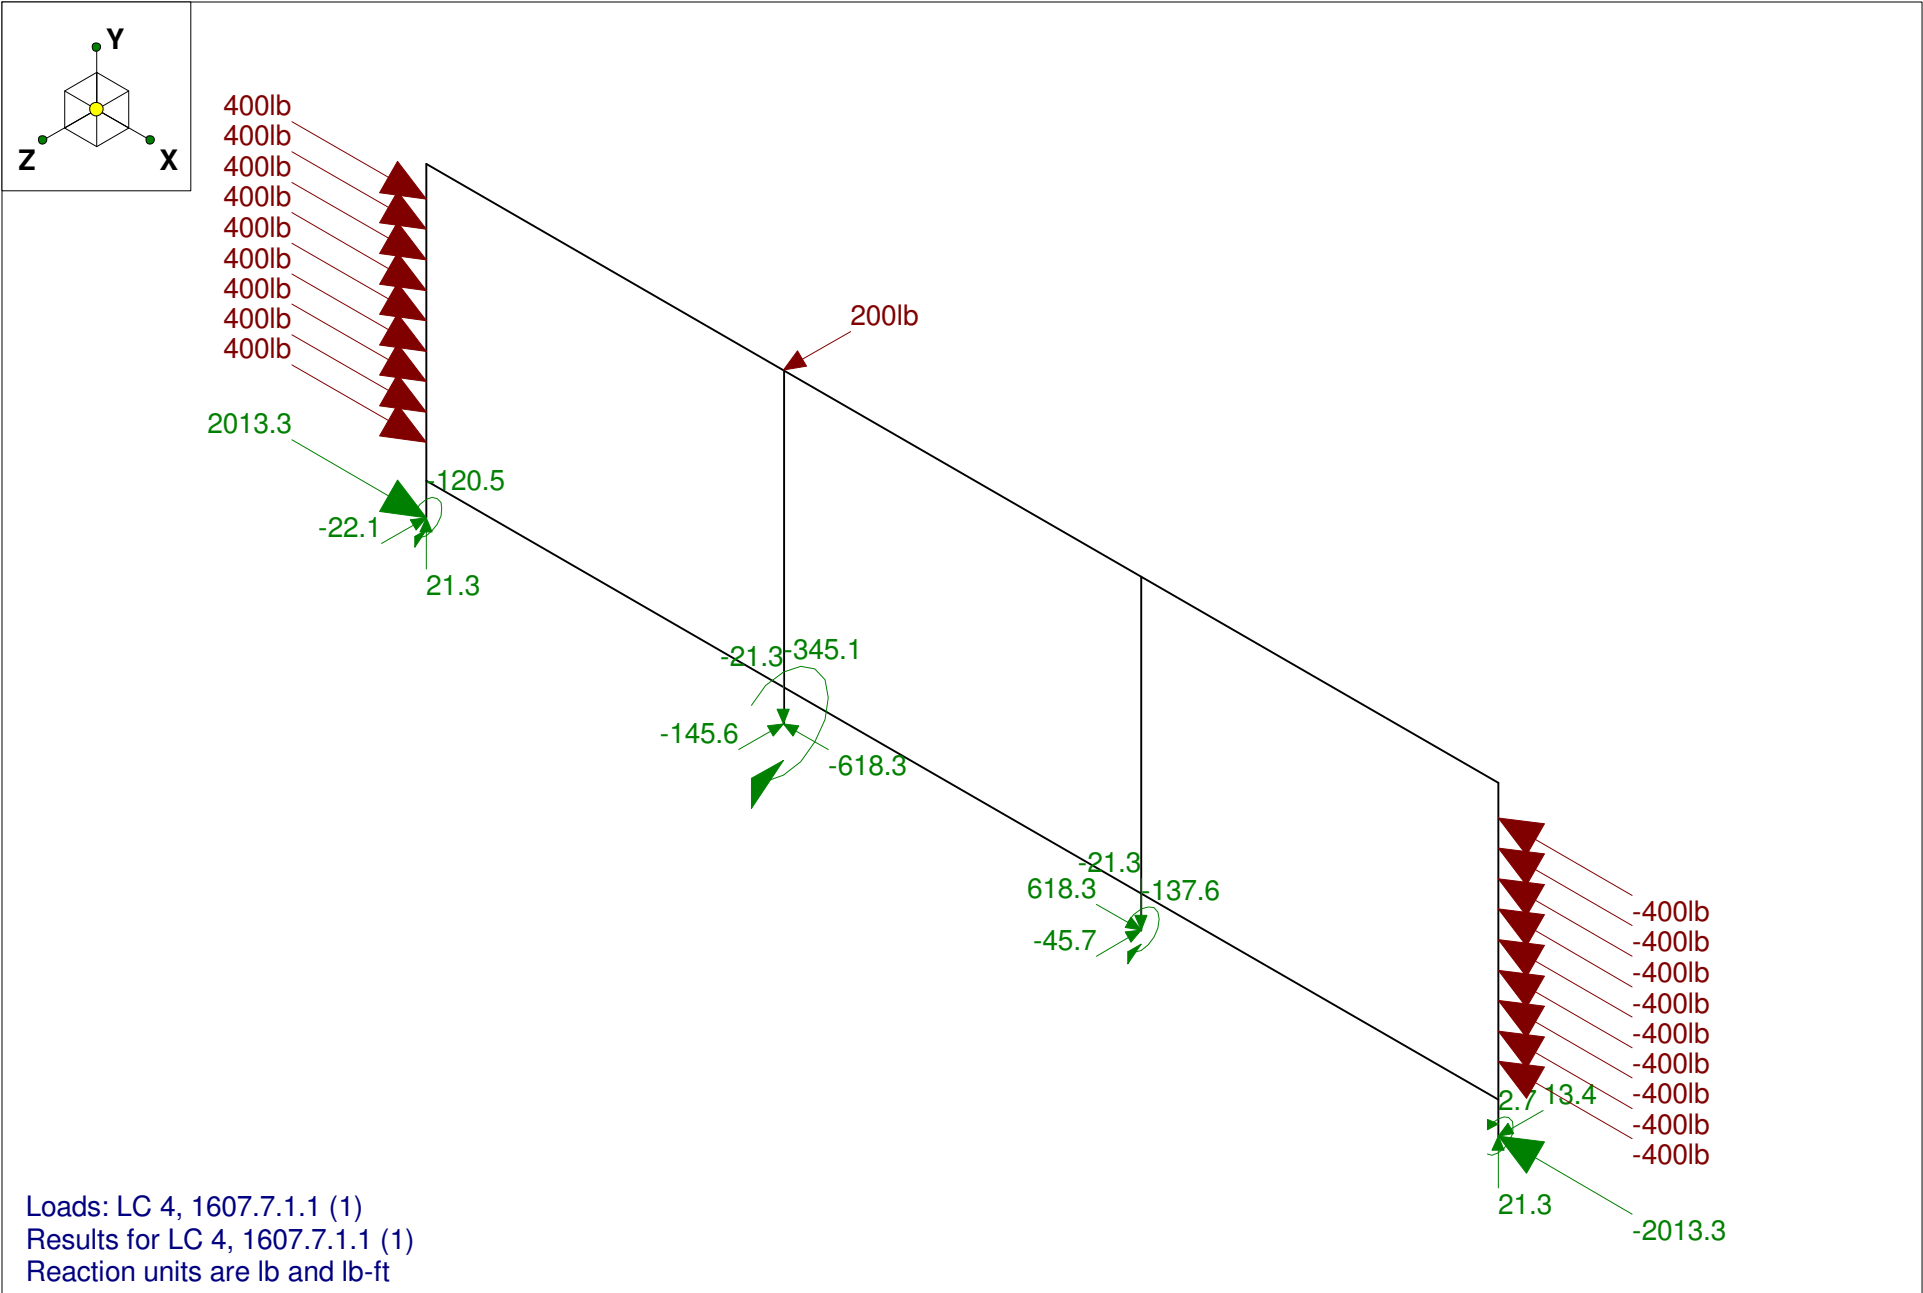 Y
Z
X
400lb
400lb
400lb
400lb
400lb
400lb
400lb
400lb
400lb
200lb
2013.3
-120.5
-22.1
21.3
-21.3
-345.1
-145.6
-618.3
-21.3
618.3
-137.6
-45.7
-400lb
-400lb
-400lb
-400lb
-400lb
-400lb
-400lb
-400lb
-400lb
2.7
13.4
21.3
-2013.3
Loads: LC 4, 1607.7.1.1 (1)
Results for LC 4, 1607.7.1.1 (1)
Reaction units are lb and lb-ft